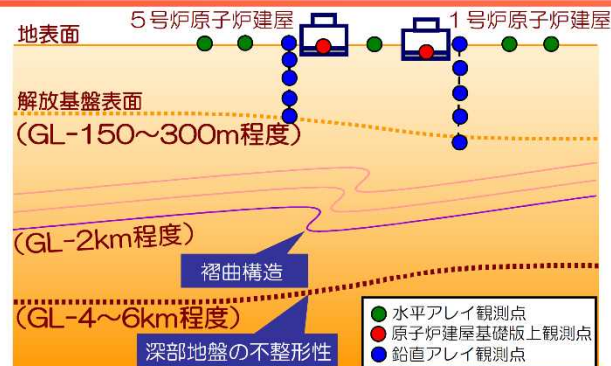 5号炉原子炉建屋
1号炉原子炉建屋
地表面
解放基盤表面
(GL-150～300m程度)
(GL-2km程度)
褶曲構造
(GL-4～6km程度)
深部地盤の不整形性
水平アレイ観測点
原子炉建屋基礎版上観測点
鉛直アレイ観測点